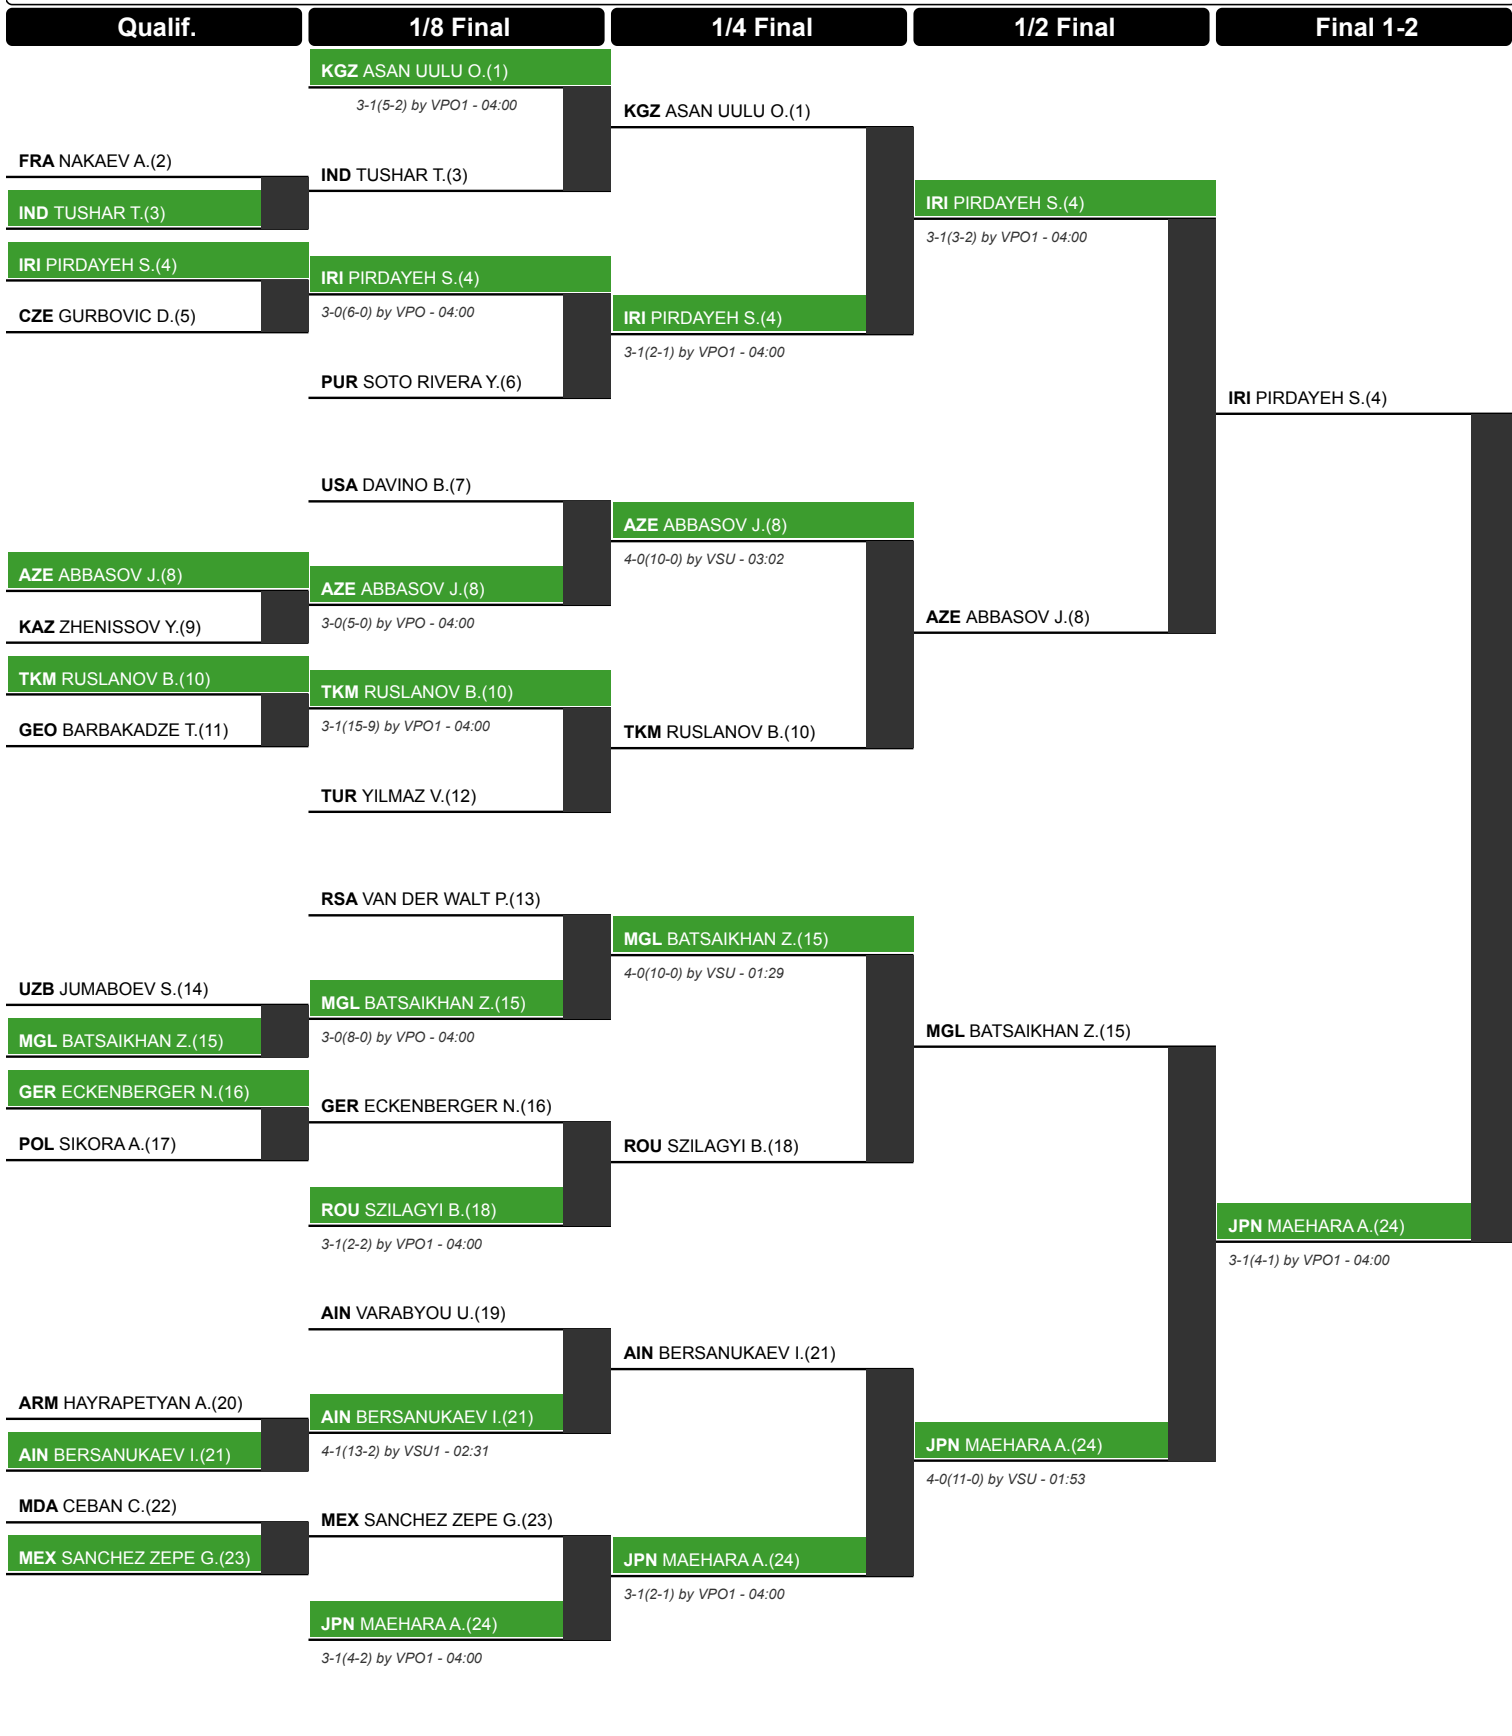 Qualif.
1/8 Final
1/4 Final
1/2 Final
Final 1-2
FRA NAKAEV A.(2)
IND TUSHAR T.(3)
IRI PIRDAYEH S.(4)
CZE GURBOVIC D.(5)
AZE ABBASOV J.(8)
KAZ ZHENISSOV Y.(9)
TKM RUSLANOV B.(10)
GEO BARBAKADZE T.(11)
UZB JUMABOEV S.(14)
MGL BATSAIKHAN Z.(15)
GER ECKENBERGER N.(16)
POL SIKORA A.(17)
ARM HAYRAPETYAN A.(20)
AIN BERSANUKAEV I.(21)
MDA CEBAN C.(22)
MEX SANCHEZ ZEPE G.(23)
KGZ ASAN UULU O.(1)
3-1(5-2) by VPO1 - 04:00
IND TUSHAR T.(3)
IRI PIRDAYEH S.(4)
3-0(6-0) by VPO - 04:00
PUR SOTO RIVERA Y.(6)
USA DAVINO B.(7)
AZE ABBASOV J.(8)
3-0(5-0) by VPO - 04:00
TKM RUSLANOV B.(10)
3-1(15-9) by VPO1 - 04:00
TUR YILMAZ V.(12)
RSA VAN DER WALT P.(13)
MGL BATSAIKHAN Z.(15)
3-0(8-0) by VPO - 04:00
GER ECKENBERGER N.(16)
ROU SZILAGYI B.(18)
3-1(2-2) by VPO1 - 04:00
AIN VARABYOU U.(19)
AIN BERSANUKAEV I.(21)
4-1(13-2) by VSU1 - 02:31
MEX SANCHEZ ZEPE G.(23)
JPN MAEHARA A.(24)
3-1(4-2) by VPO1 - 04:00
KGZ ASAN UULU O.(1)
IRI PIRDAYEH S.(4)
3-1(2-1) by VPO1 - 04:00
AZE ABBASOV J.(8)
4-0(10-0) by VSU - 03:02
TKM RUSLANOV B.(10)
MGL BATSAIKHAN Z.(15)
4-0(10-0) by VSU - 01:29
ROU SZILAGYI B.(18)
AIN BERSANUKAEV I.(21)
JPN MAEHARA A.(24)
3-1(2-1) by VPO1 - 04:00
IRI PIRDAYEH S.(4)
3-1(3-2) by VPO1 - 04:00
AZE ABBASOV J.(8)
MGL BATSAIKHAN Z.(15)
JPN MAEHARA A.(24)
4-0(11-0) by VSU - 01:53
IRI PIRDAYEH S.(4)
JPN MAEHARA A.(24)
3-1(4-1) by VPO1 - 04:00